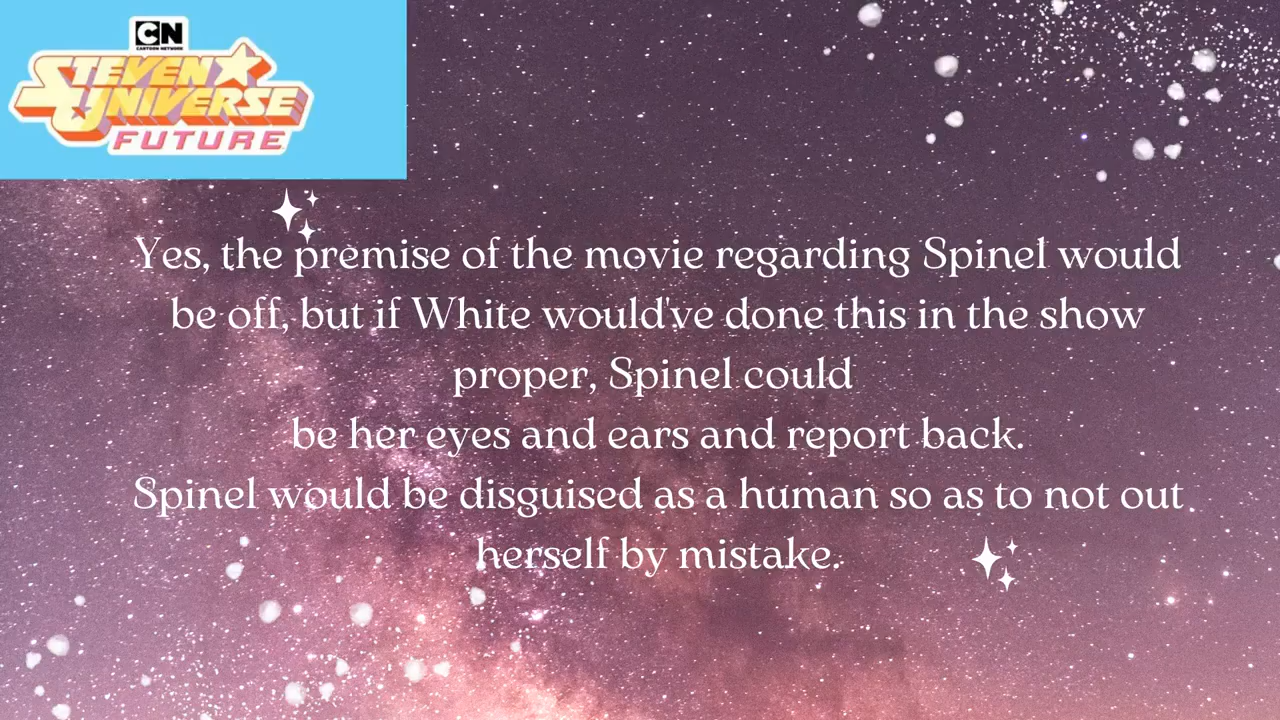 CN
CARTOON NETWORK
STEVEN
UNIVERSE
FUTURE
Yes, the premise of the movie regarding Spinel would
be off, but if White would've done this in the show
proper, Spinel could
be her eyes and ears and report back.
Spinel would be disguised as a human so as to not out
herself by mistake.